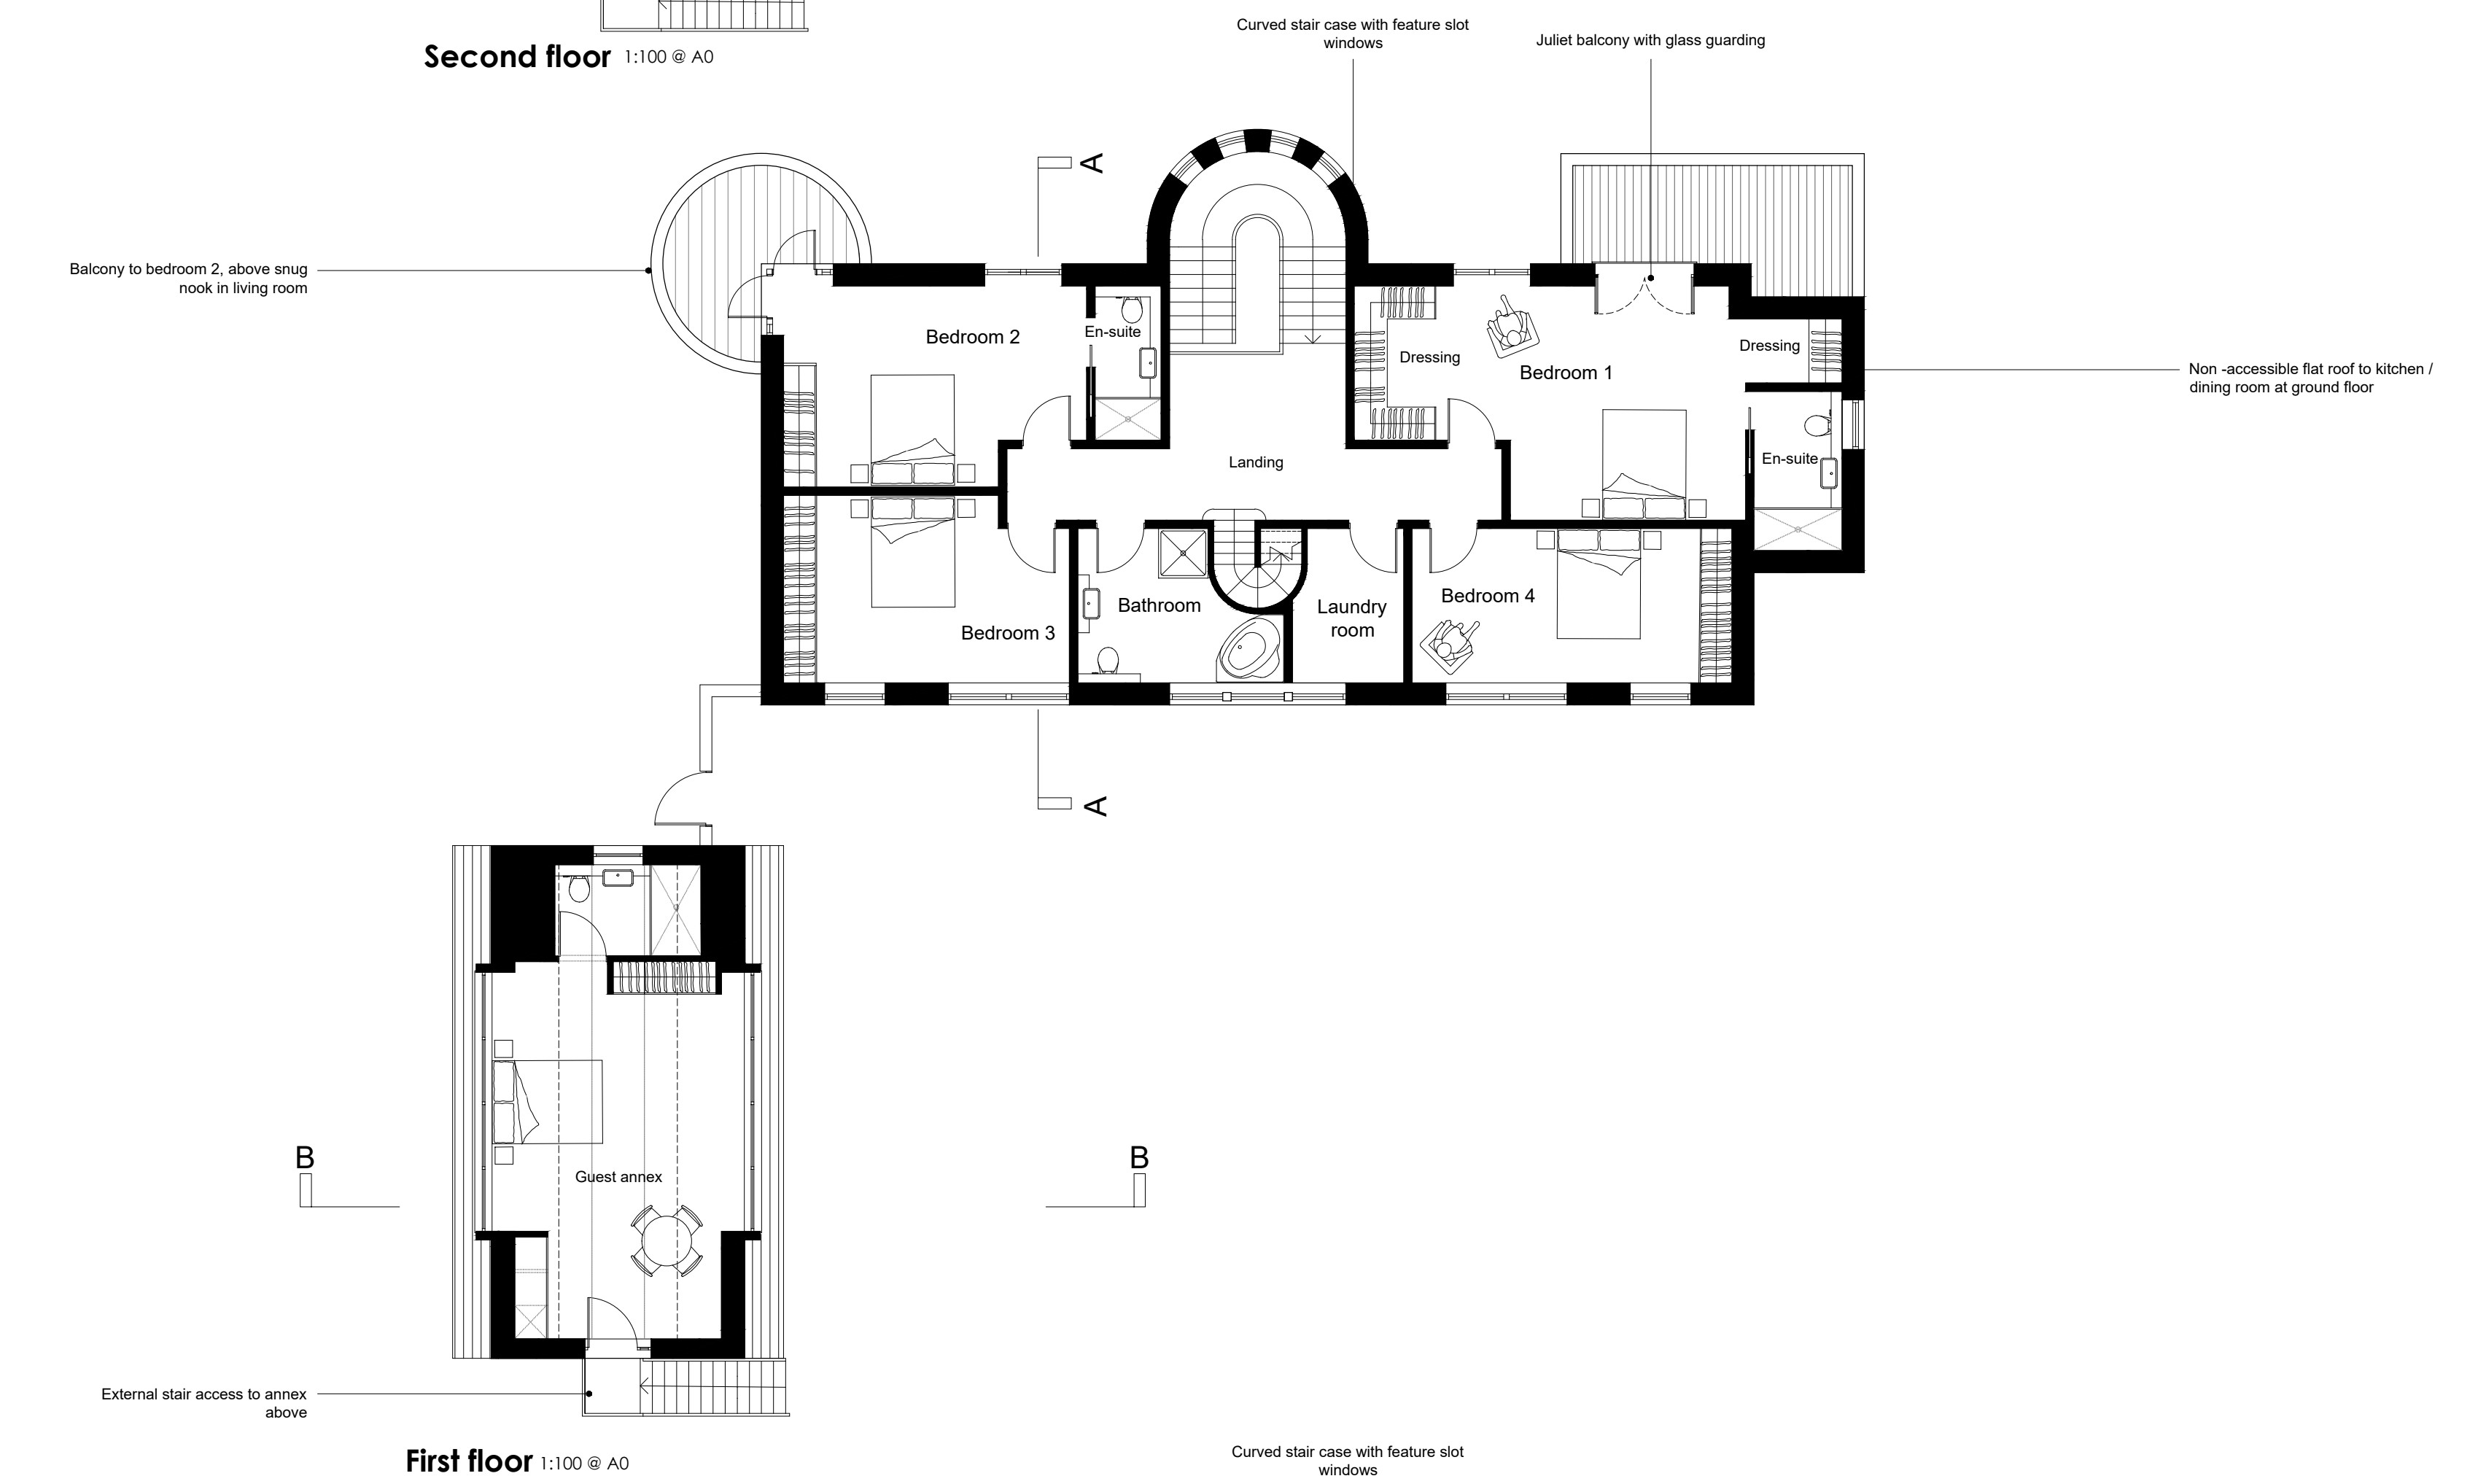 Second floor 1:100 @ A0
Curved stair case with feature slot
windows
Juliet balcony with glass guarding
A
Balcony to bedroom 2, above snug
nook in living room
Bedroom 2
En-suite
Dressing
Bedroom 1
Dressing
Non -accessible flat roof to kitchen /
dining room at ground floor
Landing
En-suite
Bedroom 3
Bathroom
Laundry
room
Bedroom 4
A
B
B
Guest annex
External stair access to annex
above
First floor 1:100 @ A0
Curved stair case with feature slot
windows